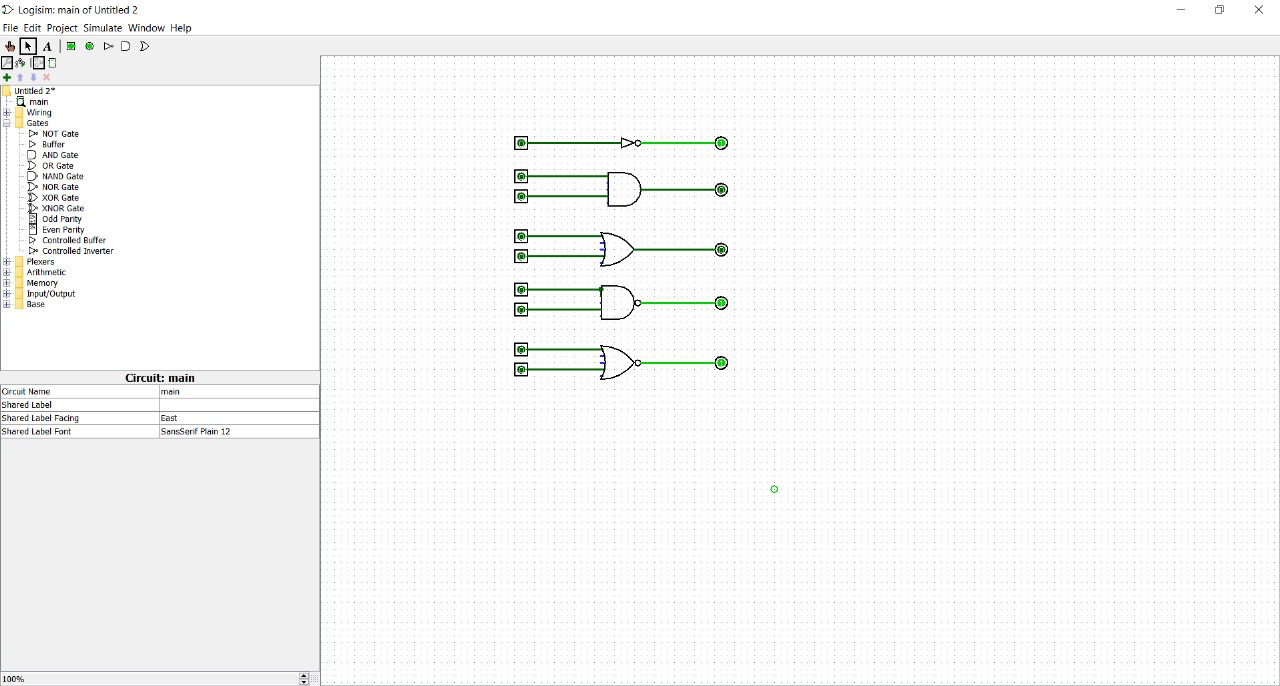 Logisim: main of Untitled 2
File Edit Project Simulate Window Help
A
Untitled 2*
main
Wiring
Gates
NOT Gate
Buffer
AND Gate
OR Gate
NAND Gate
NOR Gate
XOR Gate
XNOR Gate
Odd Parity
Even Parity
Controlled Buffer
Controlled Inverter
Plexers
Arithmetic
Memory
Input/Output
Base
Circuit: main
Circuit Name main
Shared Label
Shared Label Facing East
Shared Label Font SansSerif Plain 12
100%